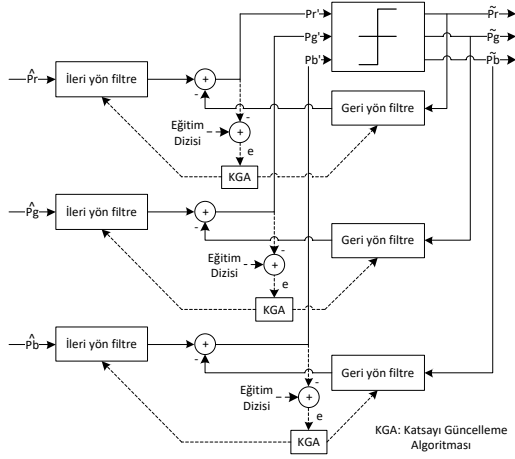 Pr'
P̃r
Pg'
P̃g
Pb'
P̃b
P̂r
İleri yön filtre
+
-
Geri yön filtre
-
Eğitim
Dizisi
+
e
KGA
P̂g
İleri yön filtre
+
-
Geri yön filtre
-
Eğitim
Dizisi
+
e
KGA
P̂b
İleri yön filtre
+
-
Geri yön filtre
-
Eğitim
Dizisi
+
e
KGA
KGA: Katsayı Güncelleme
Algoritması